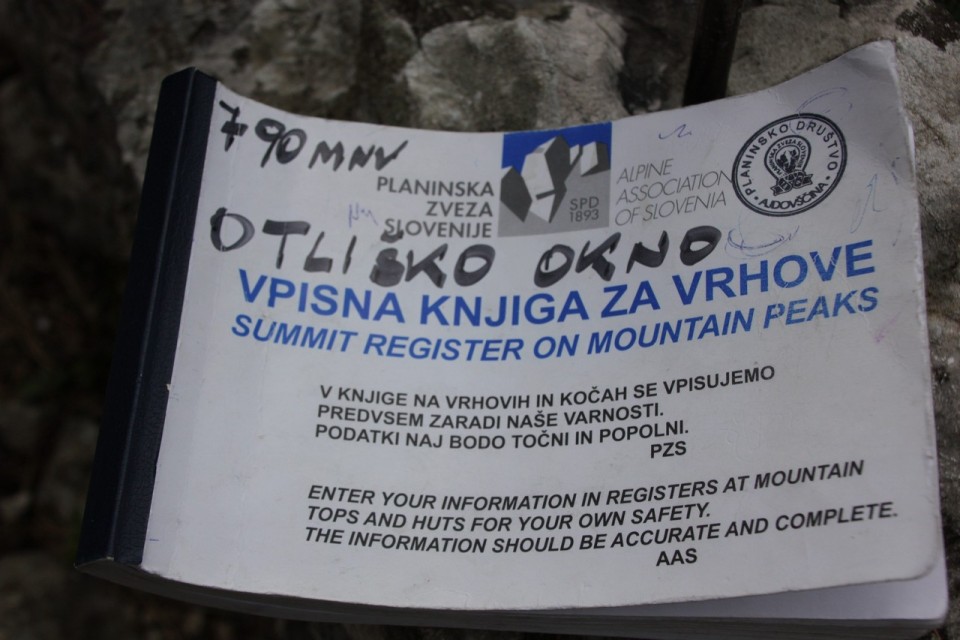 790 MNV
PLANINSKA
ZVEZA
SLOVENIJE
SPD
1893
ALPINE
ASSOCIATION
OF SLOVENIA
PLANINSKO DRUŠTVO
AJDOVŠČINA
OTLIŠKO OKNO
VPISNA KNJIGA ZA VRHOVE
SUMMIT REGISTER ON MOUNTAIN PEAKS
V KNJIGE NA VRHOVIH IN KOČAH SE VPISUJEMO
PREDVSEM ZARADI NAŠE VARNOSTI.
PODATKI NAJ BODO TOČNI IN POPOLNI.
PZS
ENTER YOUR INFORMATION IN REGISTERS AT MOUNTAIN
TOPS AND HUTS FOR YOUR OWN SAFETY.
THE INFORMATION SHOULD BE ACCURATE AND COMPLETE.
AAS